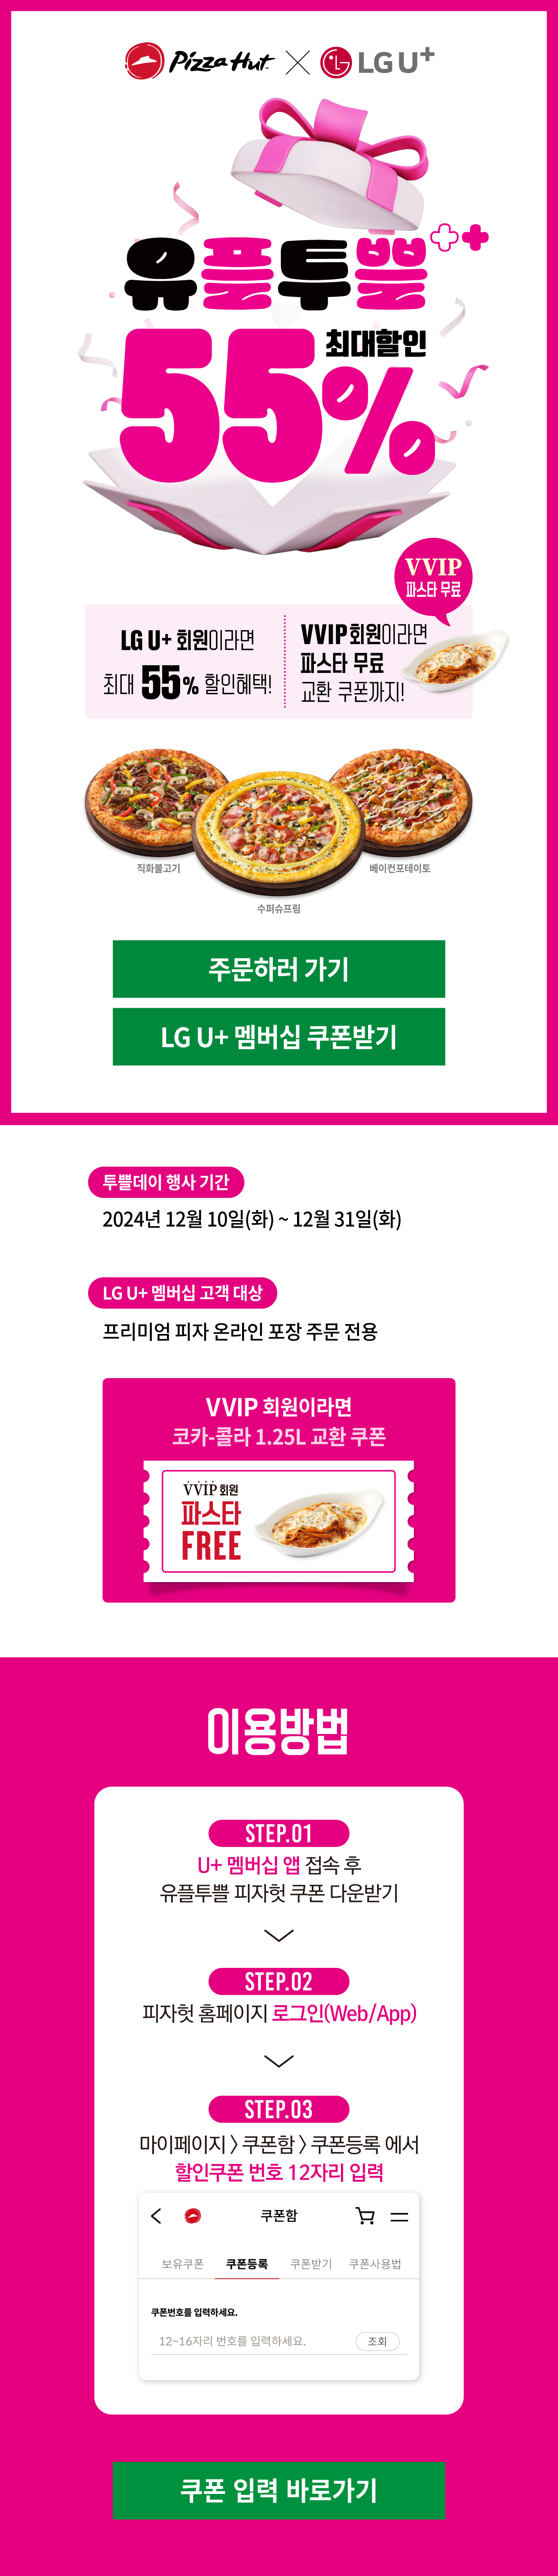 Pizza Hut × LG U+
유플투쁠
최대할인
55%
VVIP
파스타 무료
LG U+ 회원이라면
최대 55% 할인혜택!
VVIP회원이라면
파스타 무료
교환 쿠폰까지!
직화불고기
베이컨포테이토
수퍼슈프림
주문하러 가기
LG U+ 멤버십 쿠폰받기
투쁠데이 행사 기간
2024년 12월 10일(화) ~ 12월 31일(화)
LG U+ 멤버십 고객 대상
프리미엄 피자 온라인 포장 주문 전용
VVIP 회원이라면
코카-콜라 1.25L 교환 쿠폰
VVIP 회원
파스타
FREE
이용방법
STEP.01
U+ 멤버십 앱 접속 후
유플투쁠 피자헛 쿠폰 다운받기
STEP.02
피자헛 홈페이지 로그인(Web/App)
STEP.03
마이페이지 > 쿠폰함 > 쿠폰등록 에서
할인쿠폰 번호 12자리 입력
쿠폰함
보유쿠폰 쿠폰등록 쿠폰받기 쿠폰사용법
쿠폰번호를 입력하세요.
12~16자리 번호를 입력하세요. 조회
쿠폰 입력 바로가기